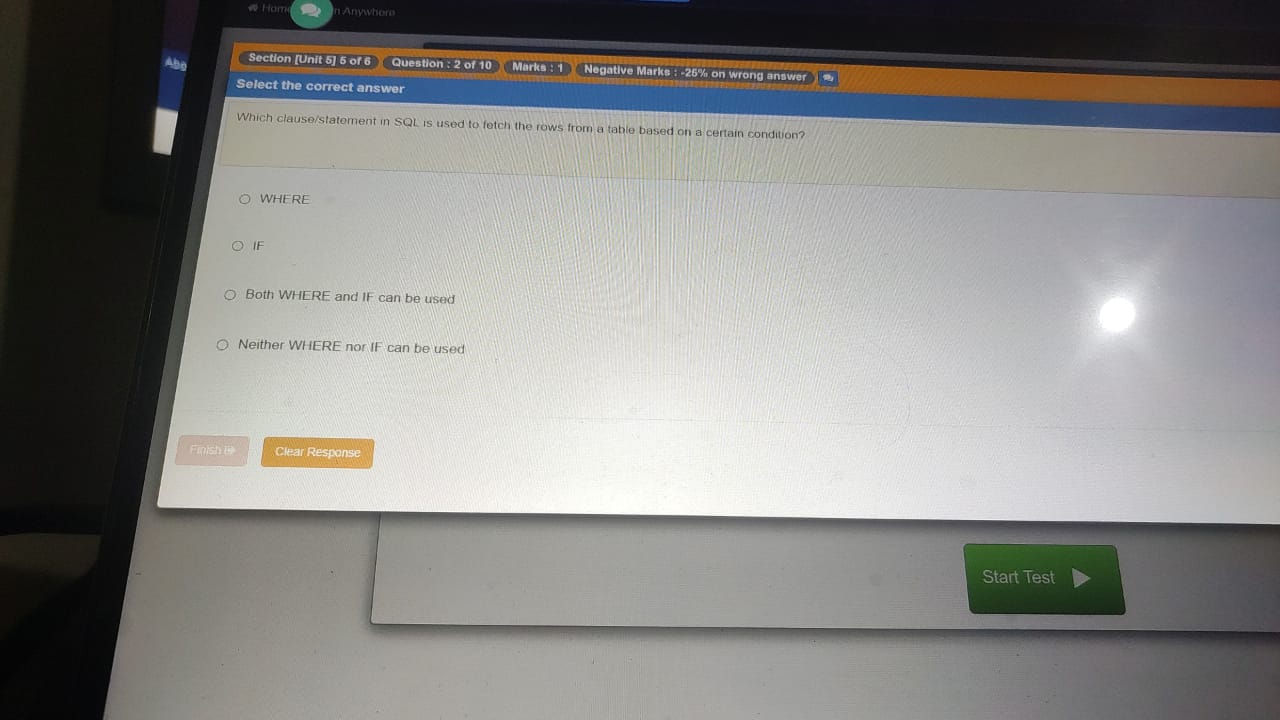 Home
n Anywhere
Section [Unit 5] 5 of 6 Question : 2 of 10 Marks : 1 Negative Marks : -25% on wrong answer
Select the correct answer
Which clause/statement in SQL is used to fetch the rows from a table based on a certain condition?
WHERE
IF
Both WHERE and IF can be used
Neither WHERE nor IF can be used
Finish Clear Response
Start Test